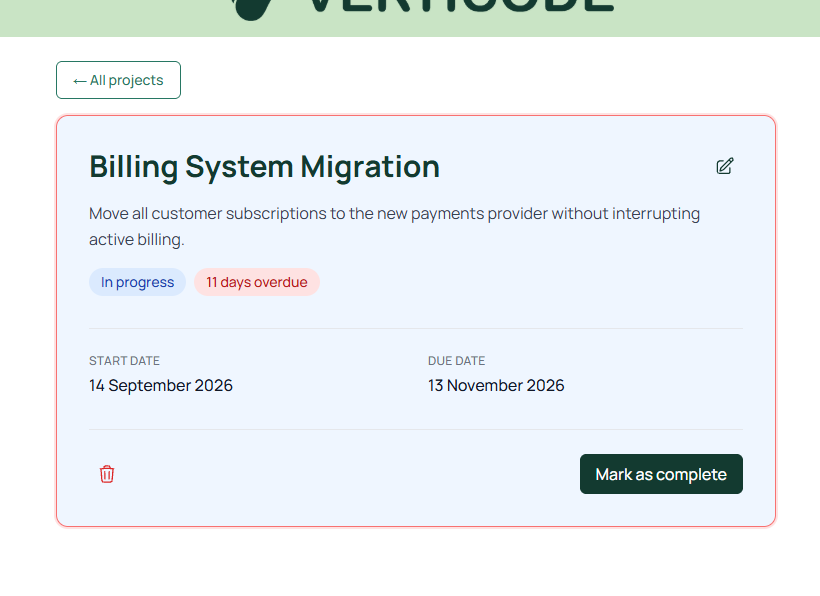 VERTICODE
← All projects
Billing System Migration
Move all customer subscriptions to the new payments provider without interrupting
active billing.
In progress 11 days overdue
START DATE DUE DATE
14 September 2026 13 November 2026
Mark as complete